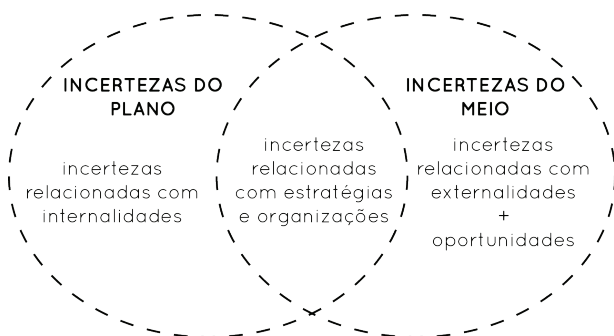 INCERTEZAS DO
PLANO
incertezas
relacionadas com
internalidades
incertezas
relacionadas
com estratégias
e organizações
INCERTEZAS DO
MEIO
incertezas
relacionadas com
externalidades
+
oportunidades